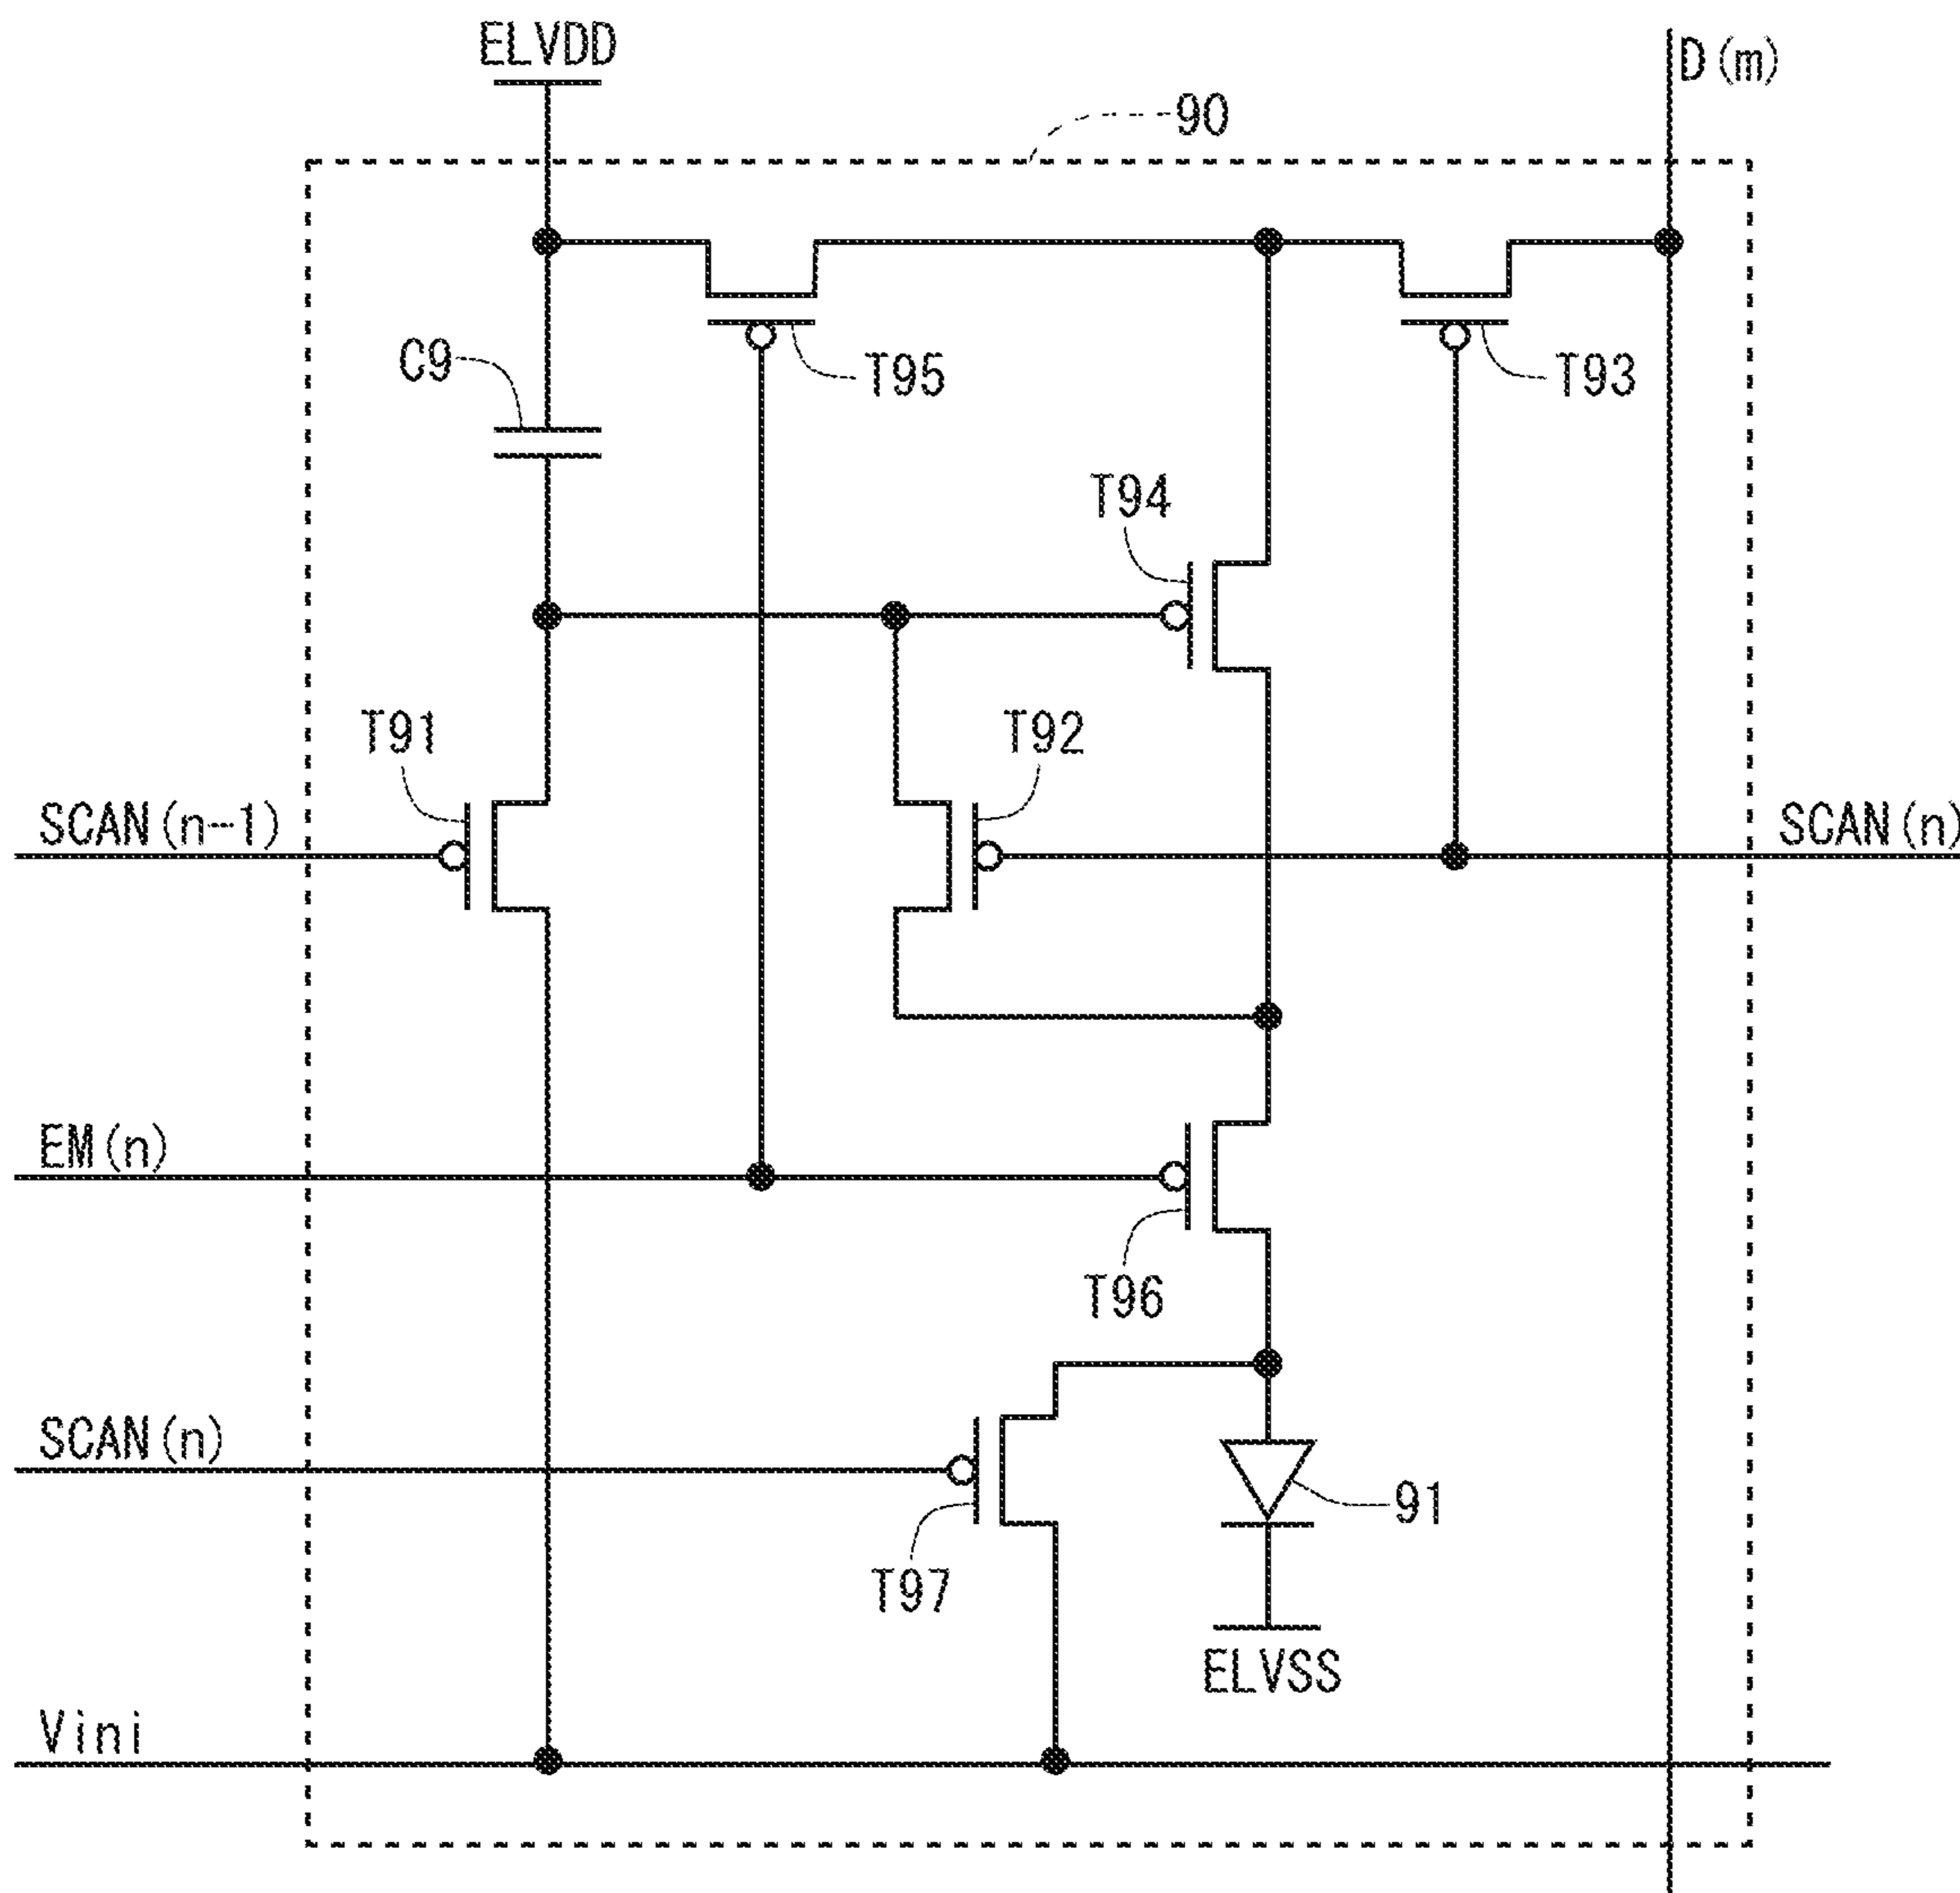 ELVDD
D(m)
90
C9
T95
T93
T94
T91
T92
SCAN(n-1)
SCAN(n)
EM(n)
T96
SCAN(n)
91
T97
ELVSS
Vini